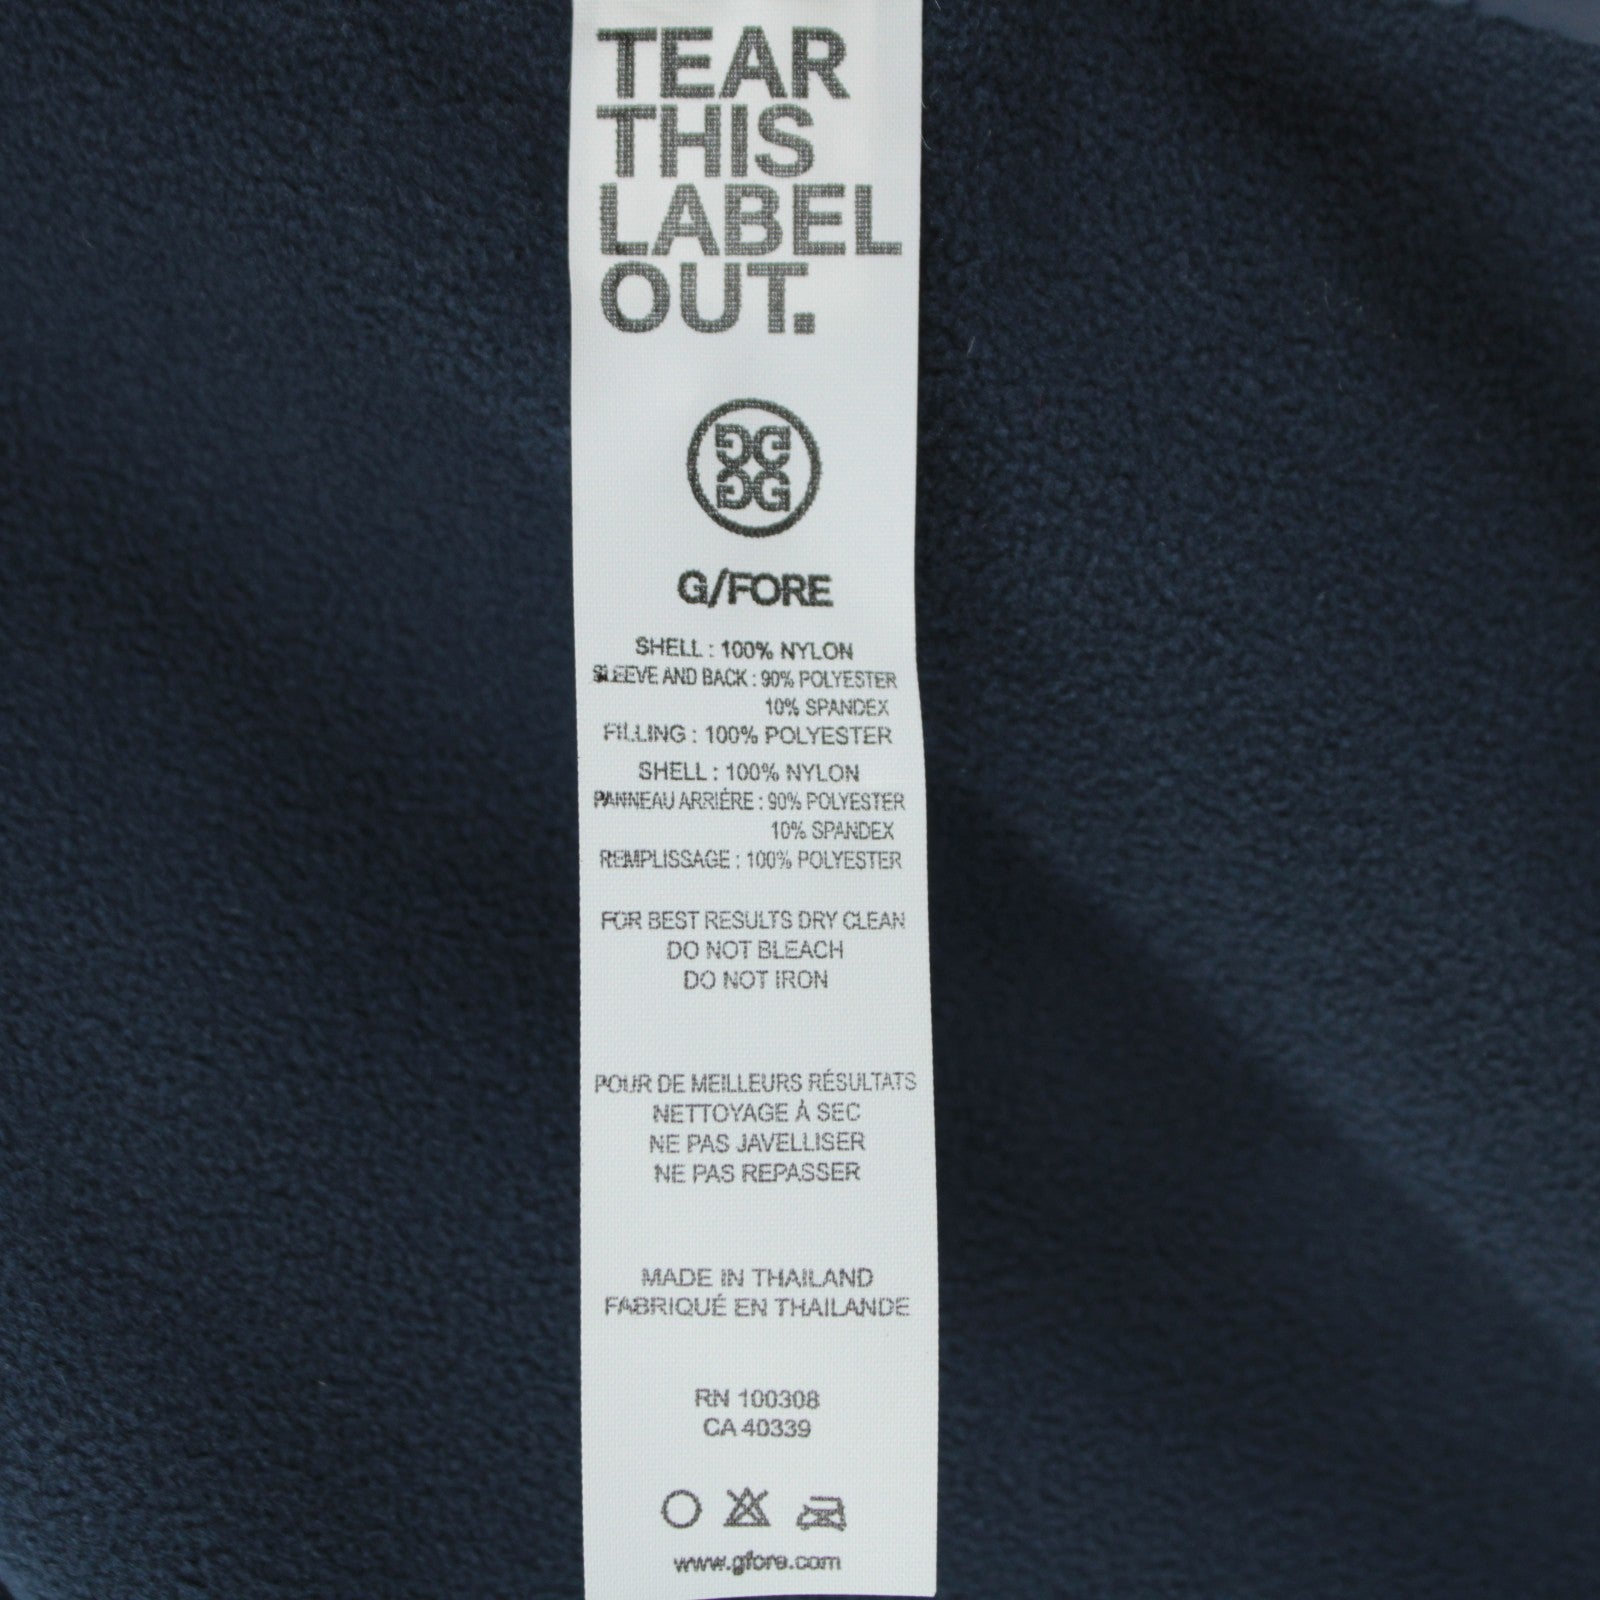 TEAR
THIS
LABEL
OUT.
G/FORE
SHELL : 100% NYLON
SLEEVE AND BACK : 90% POLYESTER
10% SPANDEX
FILLING : 100% POLYESTER
SHELL : 100% NYLON
PANNEAU ARRIÈRE : 90% POLYESTER
10% SPANDEX
REMPLISSAGE : 100% POLYESTER
FOR BEST RESULTS DRY CLEAN
DO NOT BLEACH
DO NOT IRON
POUR DE MEILLEURS RÉSULTATS
NETTOYAGE À SEC
NE PAS JAVELLISER
NE PAS REPASSER
MADE IN THAILAND
FABRIQUÉ EN THAILANDE
RN 100308
CA 40339
www.gfore.com